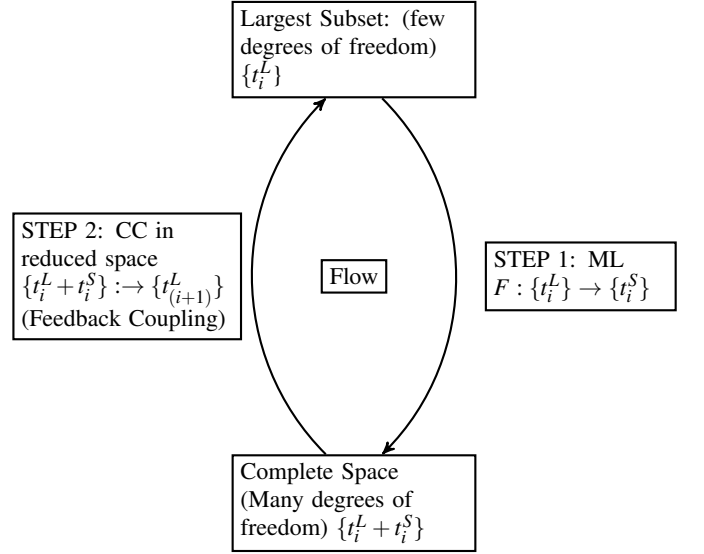 Largest Subset: (few
degrees of freedom)
{t_i^L}
STEP 2: CC in
reduced space
{t_i^L + t_i^S} :→ {t_{(i+1)}^L}
(Feedback Coupling)
Flow
STEP 1: ML
F : {t_i^L} → {t_i^S}
Complete Space
(Many degrees of
freedom) {t_i^L + t_i^S}